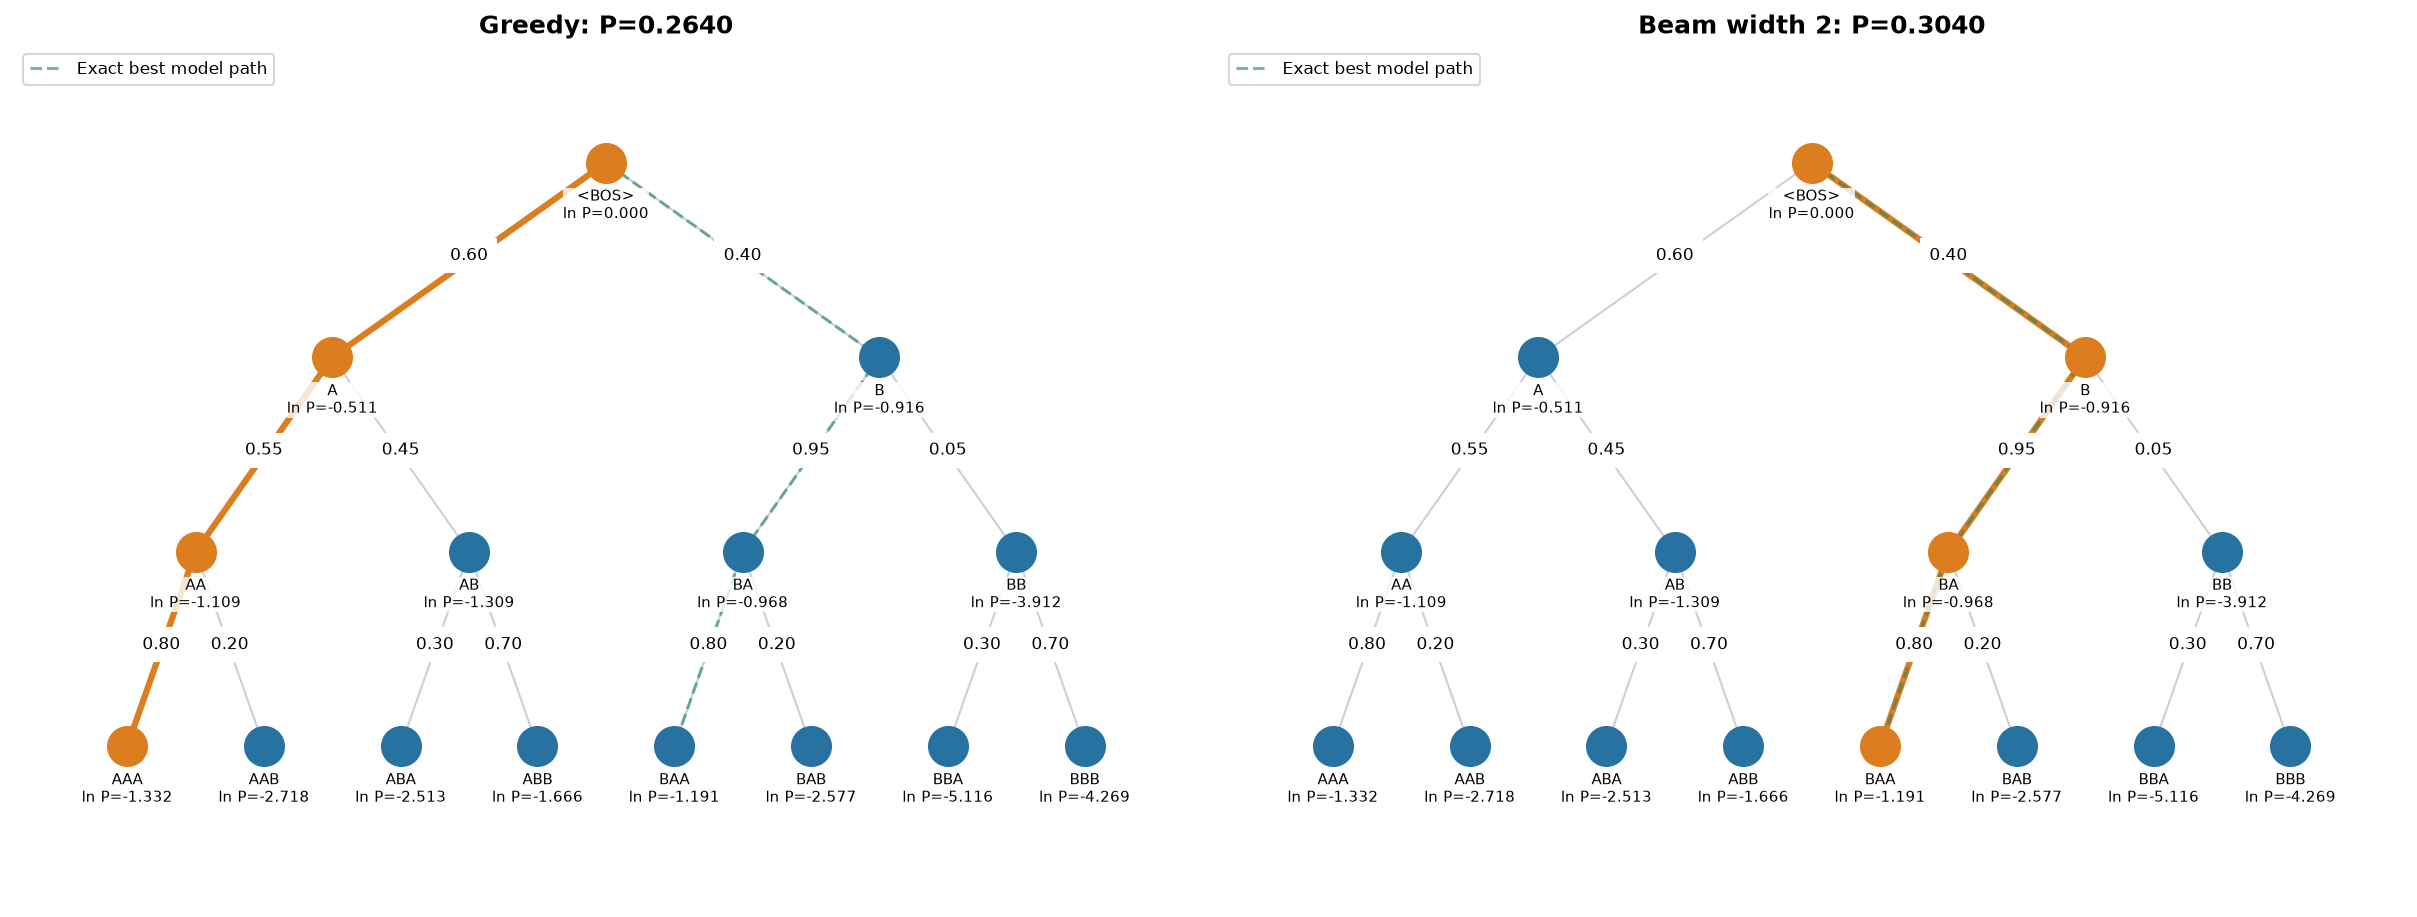 Greedy: P=0.2640
Exact best model path
<BOS>
ln P=0.000
0.60 0.40
A B
ln P=-0.511 ln P=-0.916
0.55 0.45 0.95 0.05
AA AB BA BB
ln P=-1.109 ln P=-1.309 ln P=-0.968 ln P=-3.912
0.80 0.20 0.30 0.70 0.80 0.20 0.30 0.70
AAA AAB ABA ABB BAA BAB BBA BBB
ln P=-1.332 ln P=-2.718 ln P=-2.513 ln P=-1.666 ln P=-1.191 ln P=-2.577 ln P=-5.116 ln P=-4.269
Beam width 2: P=0.3040
Exact best model path
<BOS>
ln P=0.000
0.60 0.40
A B
ln P=-0.511 ln P=-0.916
0.55 0.45 0.95 0.05
AA AB BA BB
ln P=-1.109 ln P=-1.309 ln P=-0.968 ln P=-3.912
0.80 0.20 0.30 0.70 0.80 0.20 0.30 0.70
AAA AAB ABA ABB BAA BAB BBA BBB
ln P=-1.332 ln P=-2.718 ln P=-2.513 ln P=-1.666 ln P=-1.191 ln P=-2.577 ln P=-5.116 ln P=-4.269